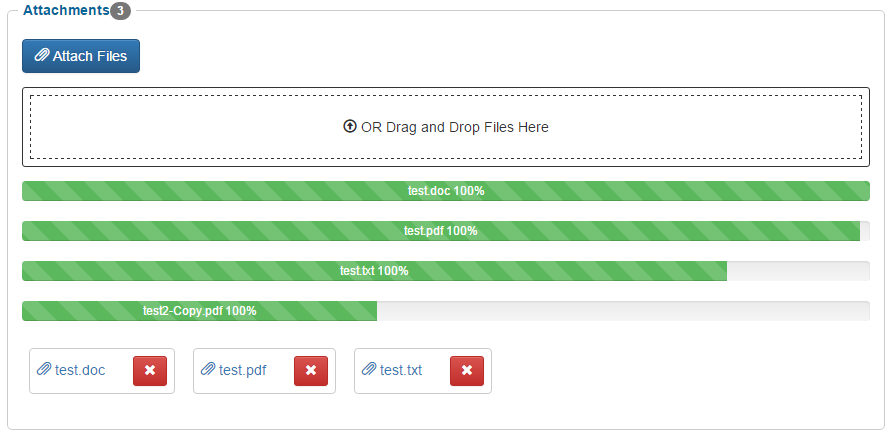 Attachments 3
Attach Files
OR Drag and Drop Files Here
test.doc 100%
test.pdf 100%
test.txt 100%
test2-Copy.pdf 100%
test.doc test.pdf test.txt